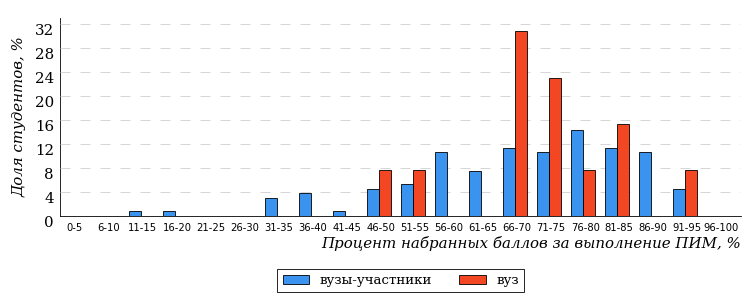 Доля студентов, %
32
28
24
20
16
12
8
4
0
0-5 6-10 11-15 16-20 21-25 26-30 31-35 36-40 41-45 46-50 51-55 56-60 61-65 66-70 71-75 76-80 81-85 86-90 91-95 96-100
Процент набранных баллов за выполнение ПИМ, %
вузы-участники вуз